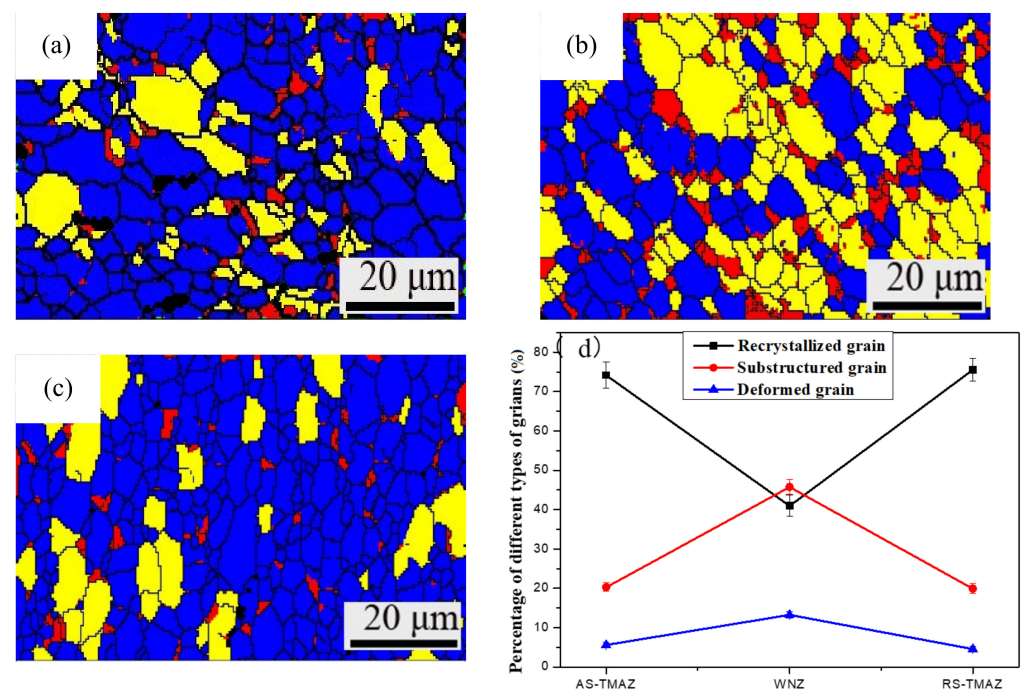 (a)
20 μm
(b)
20 μm
(c)
20 μm
(d)
Recrystallized grain
Substructured grain
Deformed grain
Percentage of different types of grians (%)
80
70
60
50
40
30
20
10
0
AS-TMAZ
WNZ
RS-TMAZ